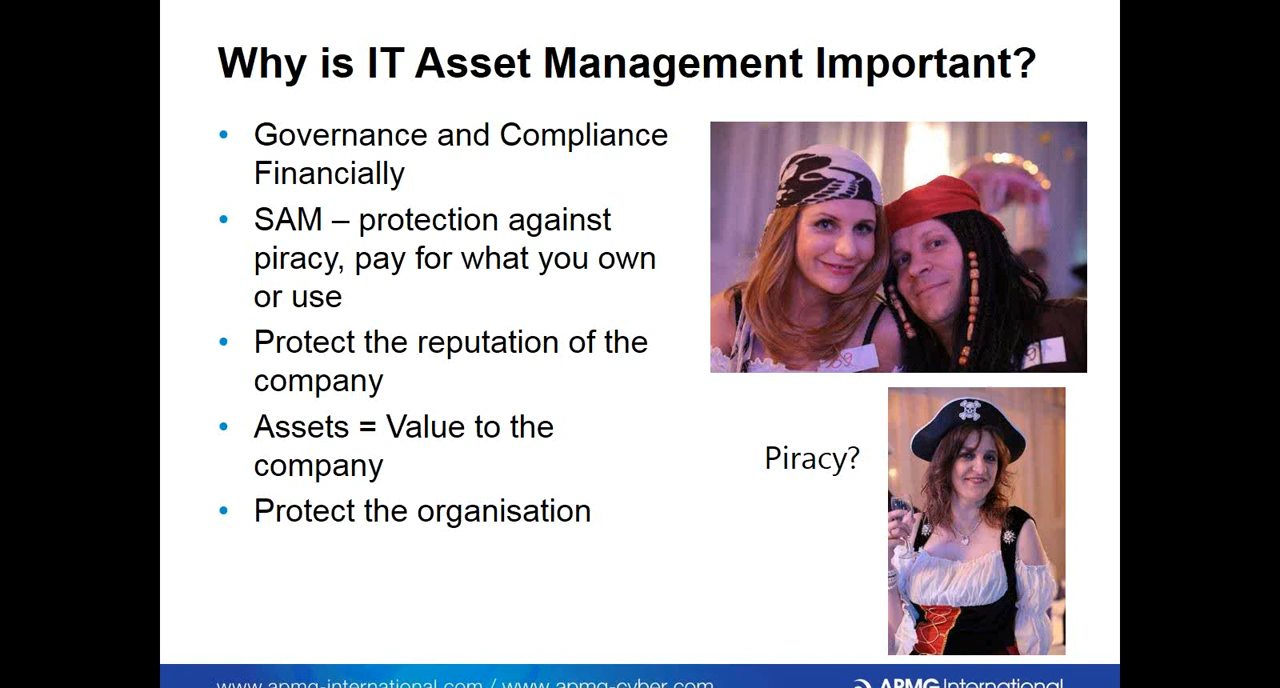 Why is IT Asset Management Important?
• Governance and Compliance
Financially
• SAM – protection against
piracy, pay for what you own
or use
• Protect the reputation of the
company
• Assets = Value to the
company
• Protect the organisation
Piracy?
www.apmg-international.com / www.apmg-cyber.com
APMG International